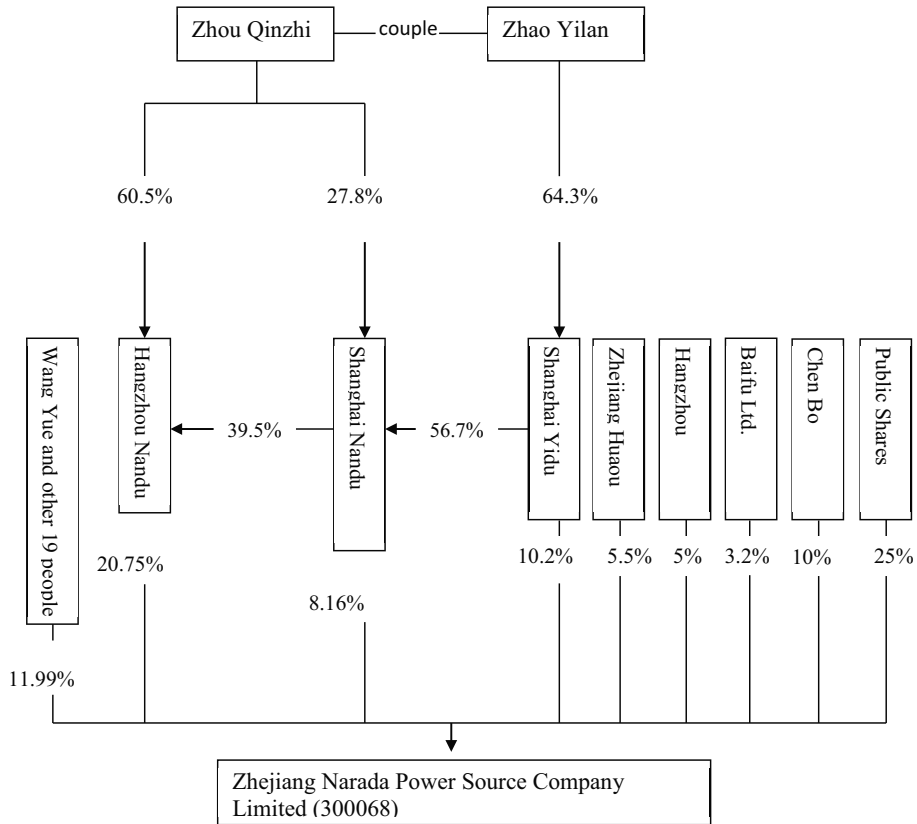 Zhou Qinzhi
couple
Zhao Yilan
60.5%
27.8%
64.3%
Wang Yue and other 19 people
Hangzhou Nandu
39.5%
Shanghai Nandu
56.7%
Shanghai Yidu
Zhejiang Huaou
Hangzhou
Baifu Ltd.
Chen Bo
Public Shares
20.75%
8.16%
10.2%
5.5%
5%
3.2%
10%
25%
11.99%
Zhejiang Narada Power Source Company
Limited (300068)